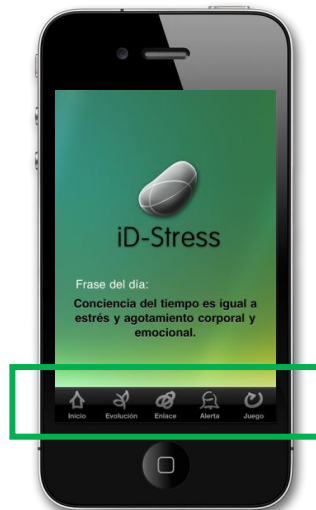 iD-Stress
Frase del día:
Conciencia del tiempo es igual a
estrés y agotamiento corporal y
emocional.
Inicio Evolución Enlace Alerta Juego